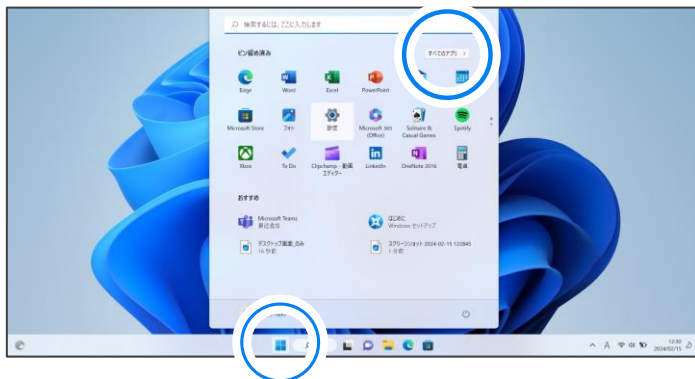 検索するには、ここに入力します
ピン留め済み
すべてのアプリ >
Edge
Word
Excel
PowerPoint
Microsoft Store
フォト
設定
Microsoft 365
(Office)
Solitaire &
Casual Games
Spotify
Xbox
To Do
Clipchamp - 動画
エディター
LinkedIn
OneNote 2016
電卓
おすすめ
Microsoft Teams
最近追加
はじめに
Windows セットアップ
デスクトップ画面_のみ
スクリーンショット 2024-02-15 122845
1 分前
A
12:30
2024/02/15